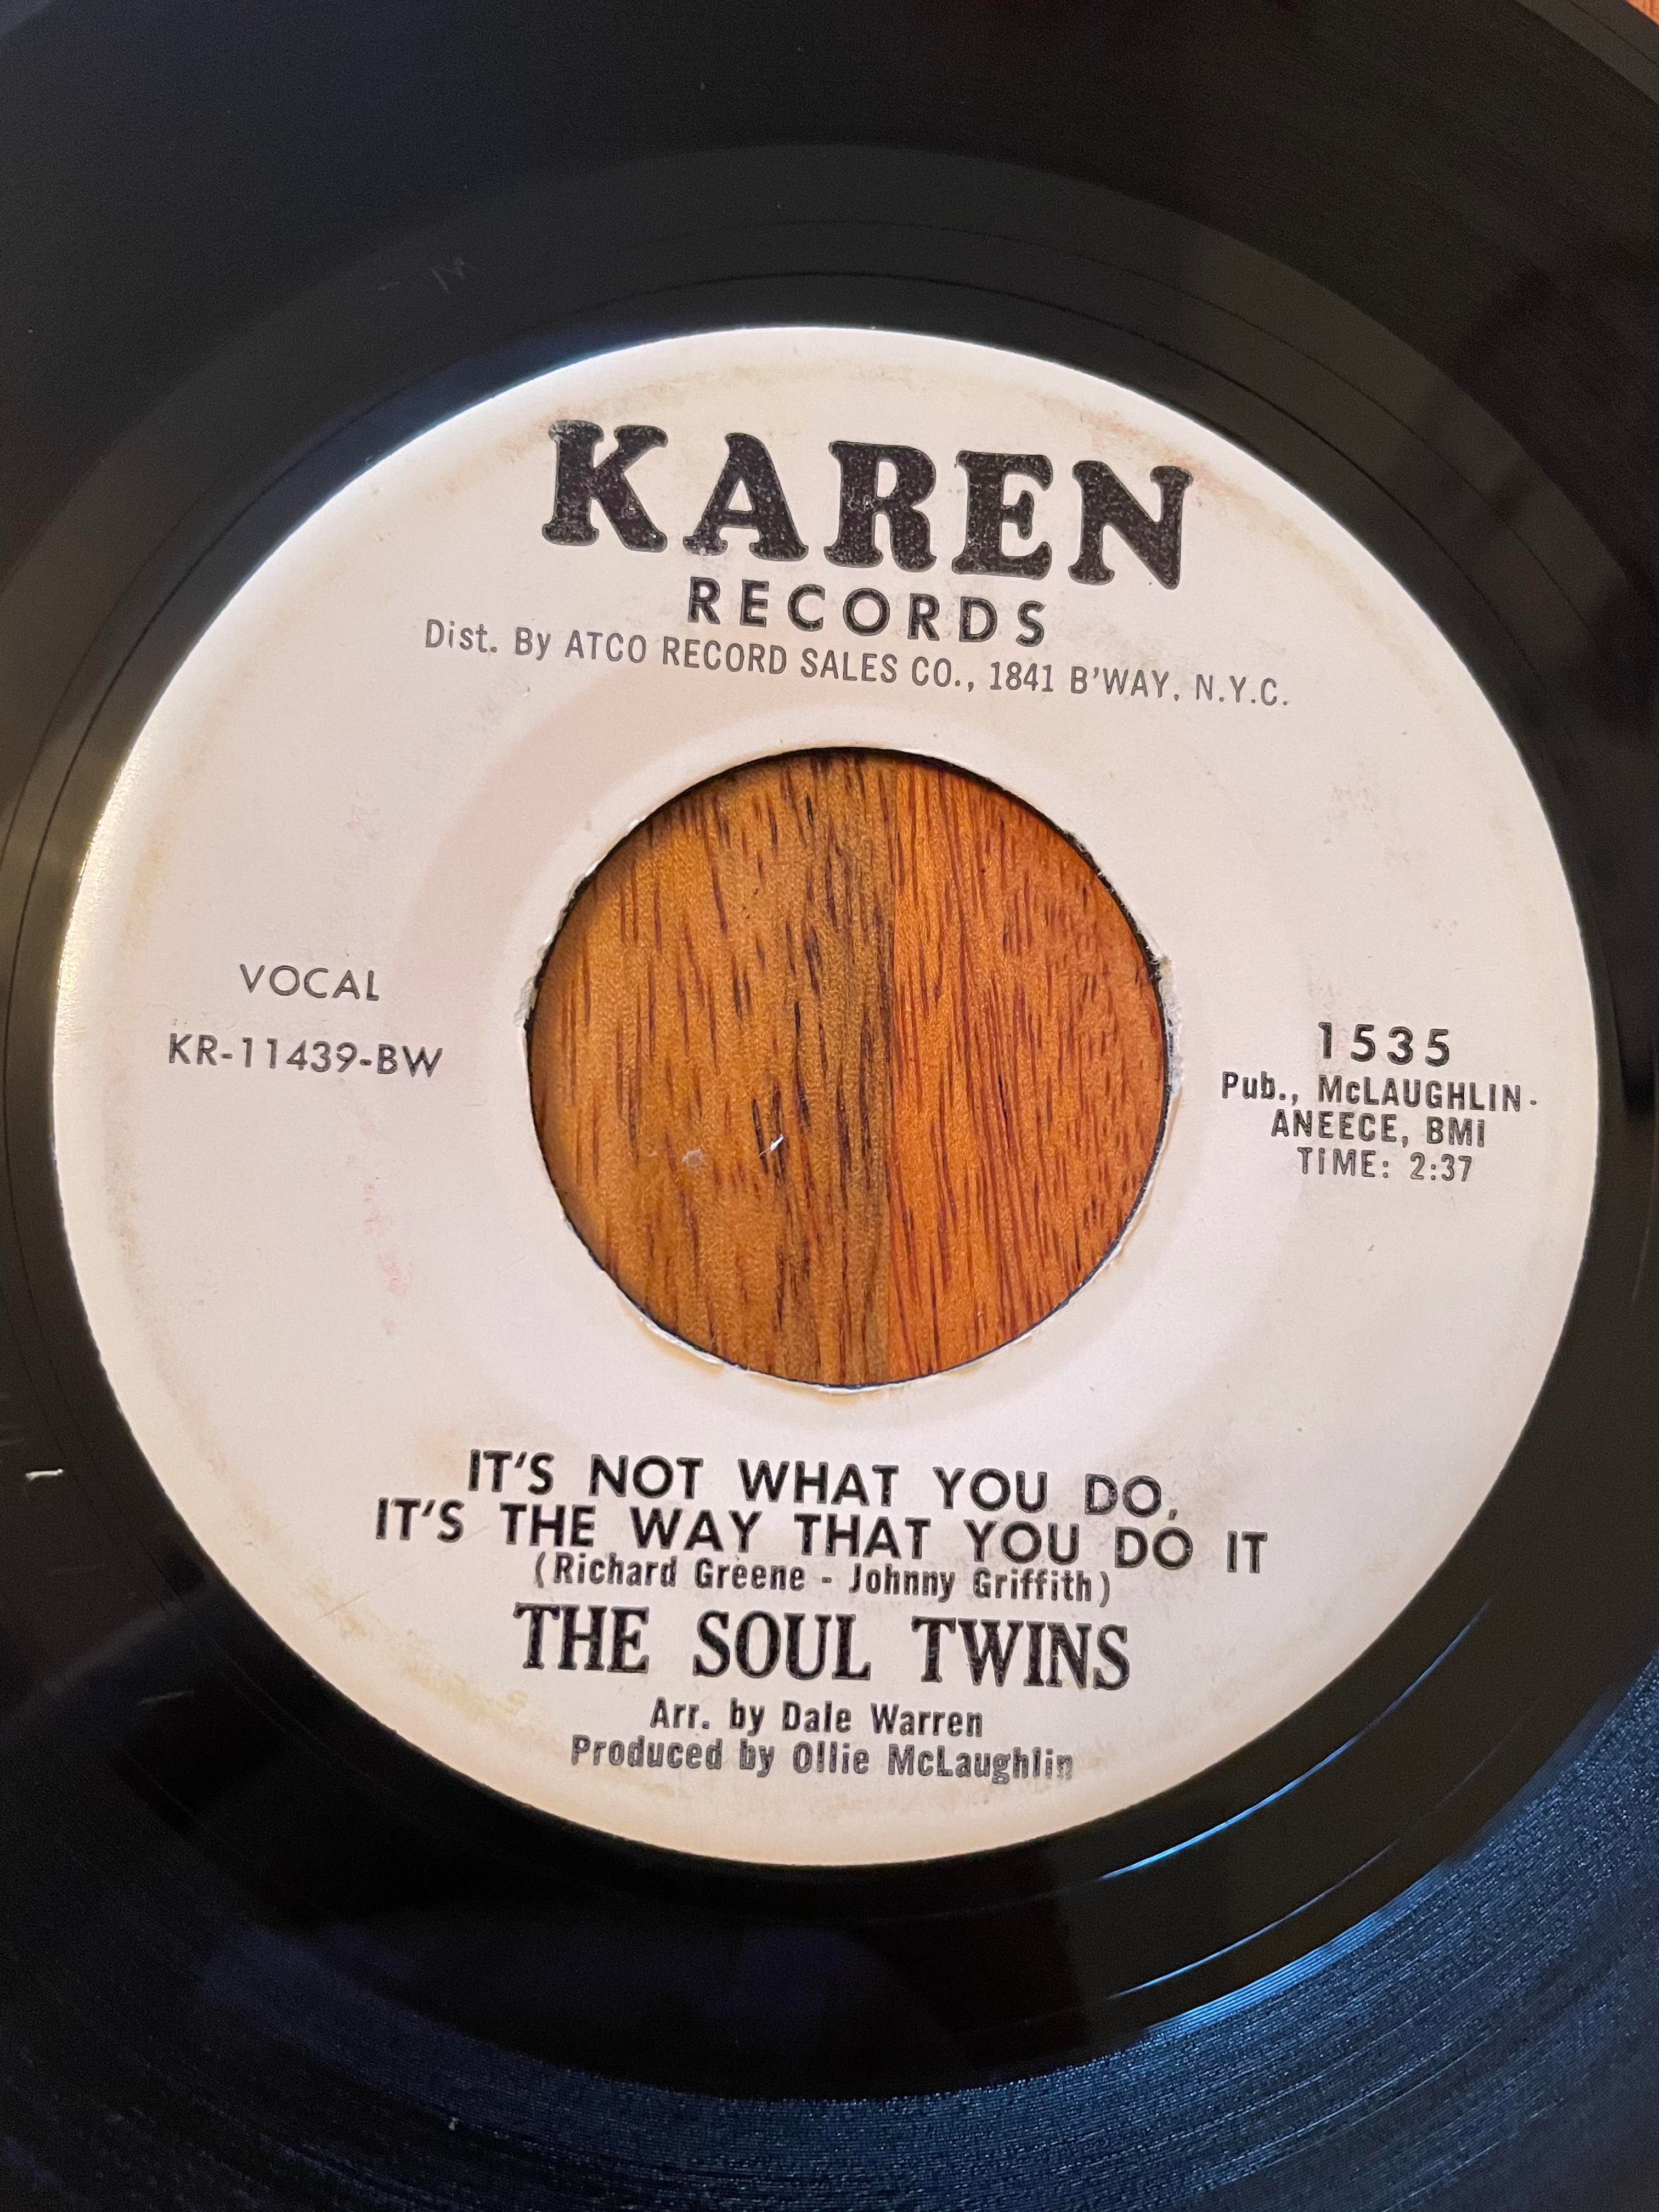 KAREN
RECORDS
Dist. By ATCO RECORD SALES CO., 1841 B'WAY, N.Y.C.
VOCAL
KR-11439-BW
1535
Pub., McLAUGHLIN-
ANEECE, BMI
TIME: 2:37
IT'S NOT WHAT YOU DO,
IT'S THE WAY THAT YOU DO IT
(Richard Greene - Johnny Griffith)
THE SOUL TWINS
Arr. by Dale Warren
Produced by Ollie McLaughlin